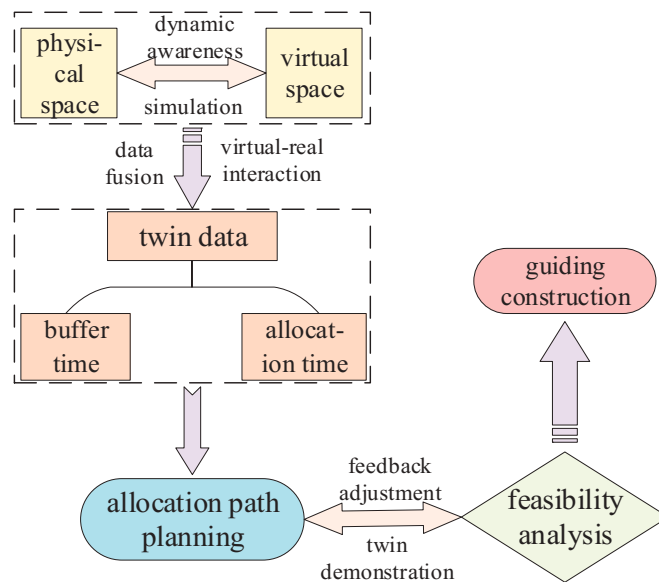 dynamic
awareness
physi-
cal
space
virtual
space
simulation
data
fusion
virtual-real
interaction
twin data
buffer
time
allocat-
ion time
guiding
construction
allocation path
planning
feedback
adjustment
twin
demonstration
feasibility
analysis